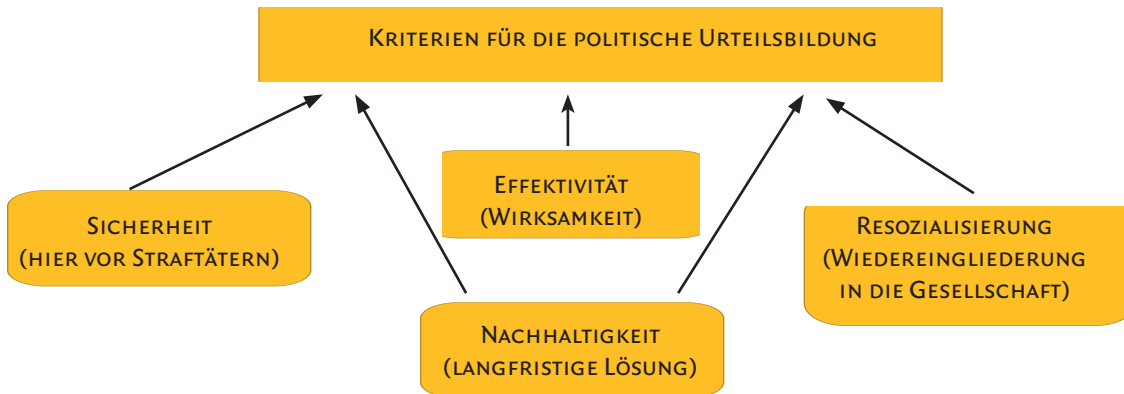 Kriterien für die politische Urteilsbildung
Sicherheit
(hier vor Straftätern)
Effektivität
(Wirksamkeit)
Resozialisierung
(Wiedereingliederung
in die Gesellschaft)
Nachhaltigkeit
(langfristige Lösung)